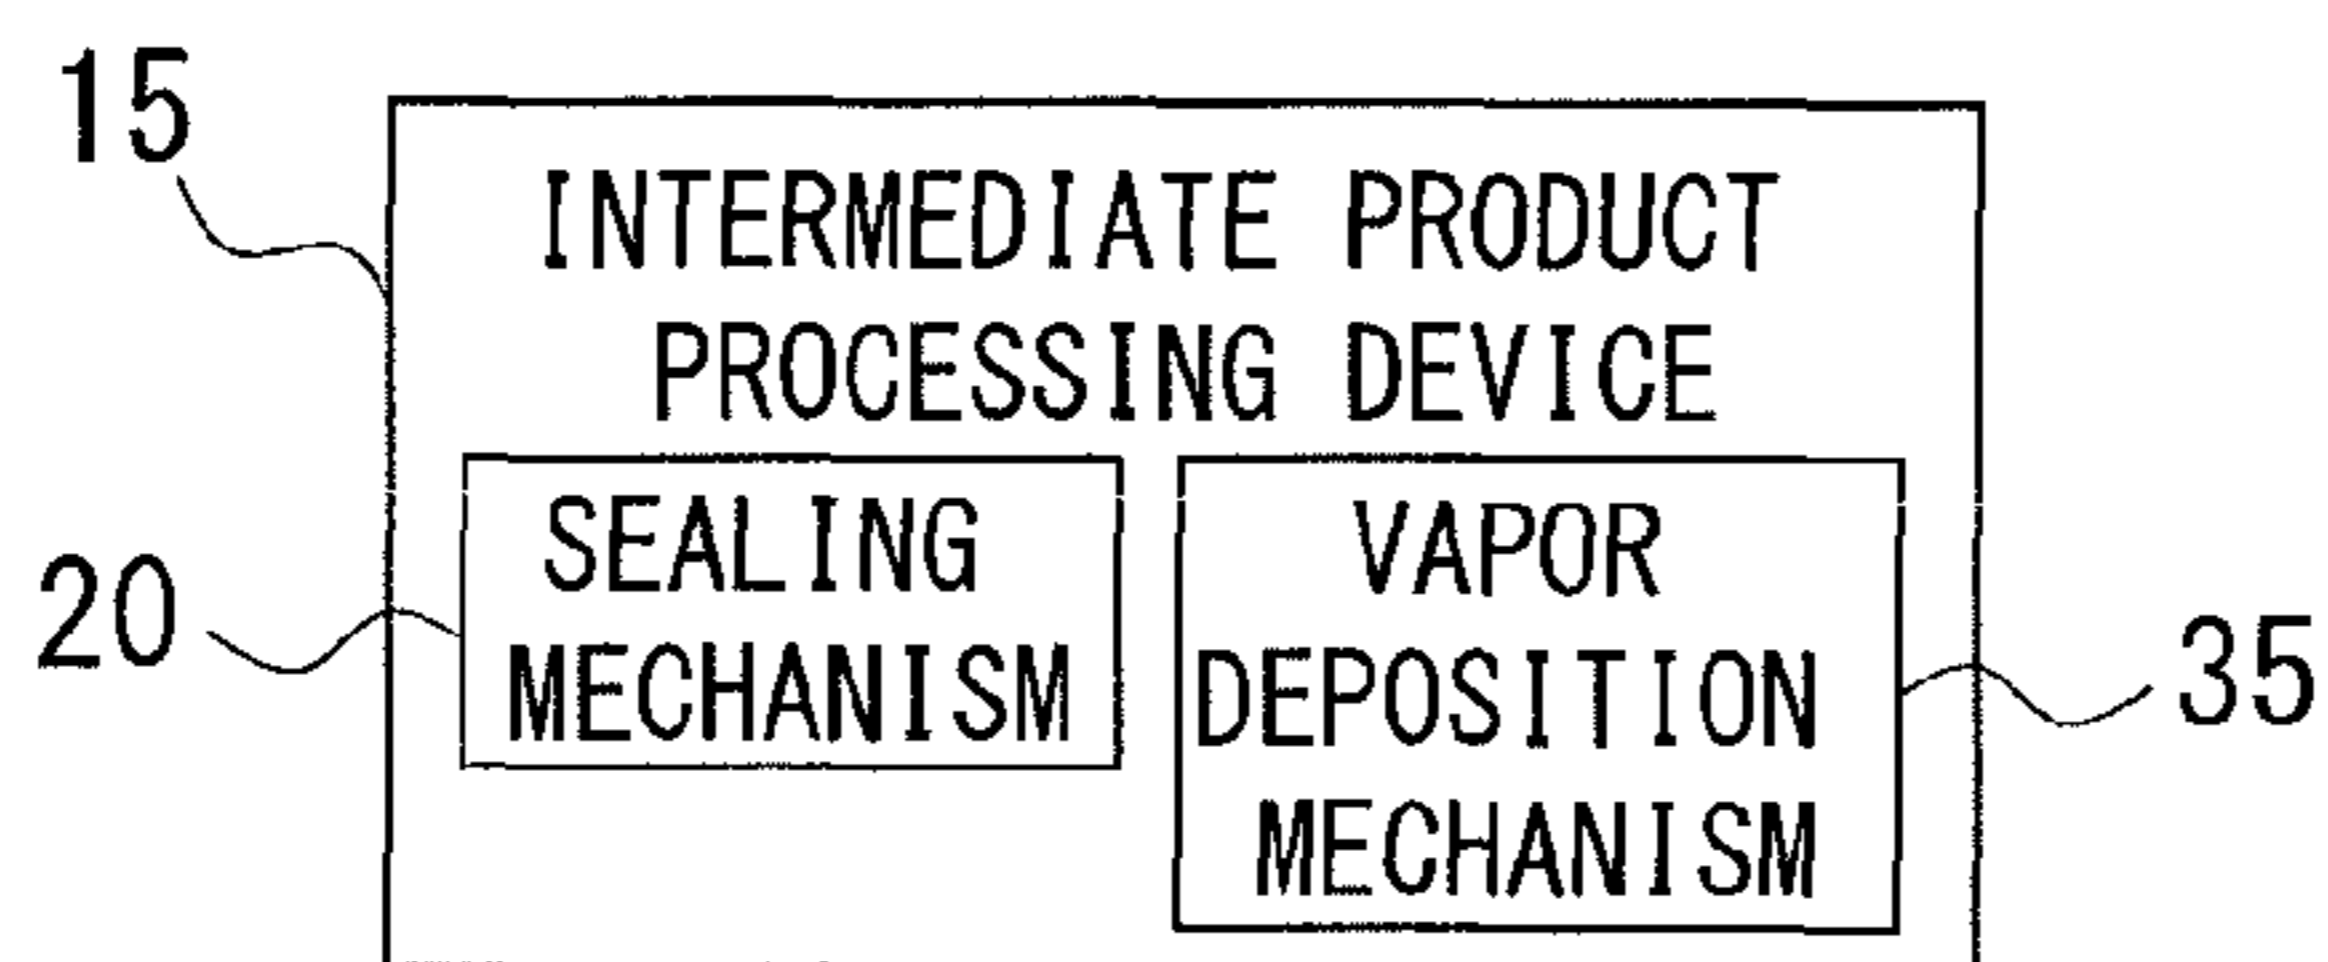 15
INTERMEDIATE PRODUCT
PROCESSING DEVICE
SEALING
MECHANISM
20
VAPOR
DEPOSITION
MECHANISM
35